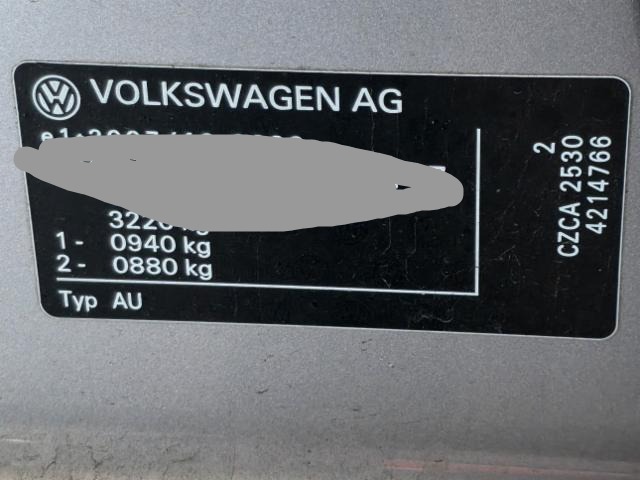 VOLKSWAGEN AG
1 - 0940 kg
2 - 0880 kg
Typ AU
2
CZCA 2530
4214766